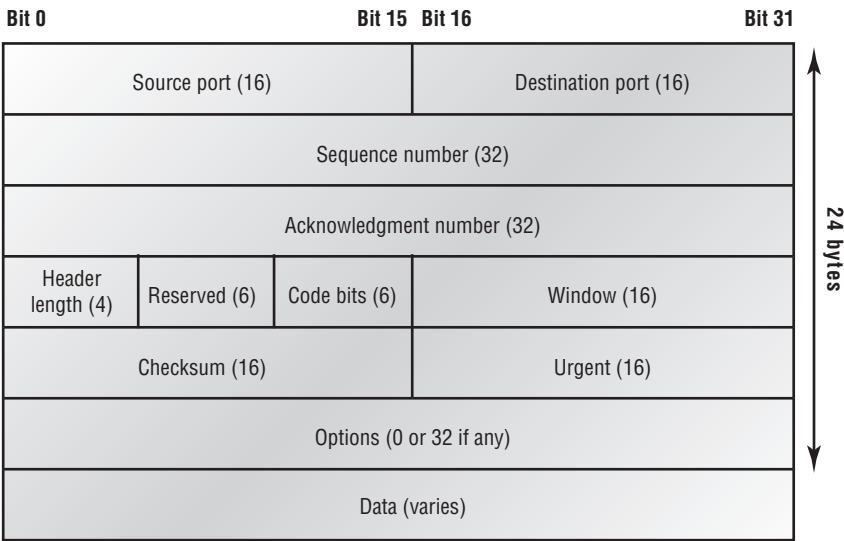 Bit 0 Bit 15 Bit 16 Bit 31
Source port (16) Destination port (16)
Sequence number (32)
Acknowledgment number (32)
Header
length (4) Reserved (6) Code bits (6) Window (16)
Checksum (16) Urgent (16)
Options (0 or 32 if any)
Data (varies)
24 bytes